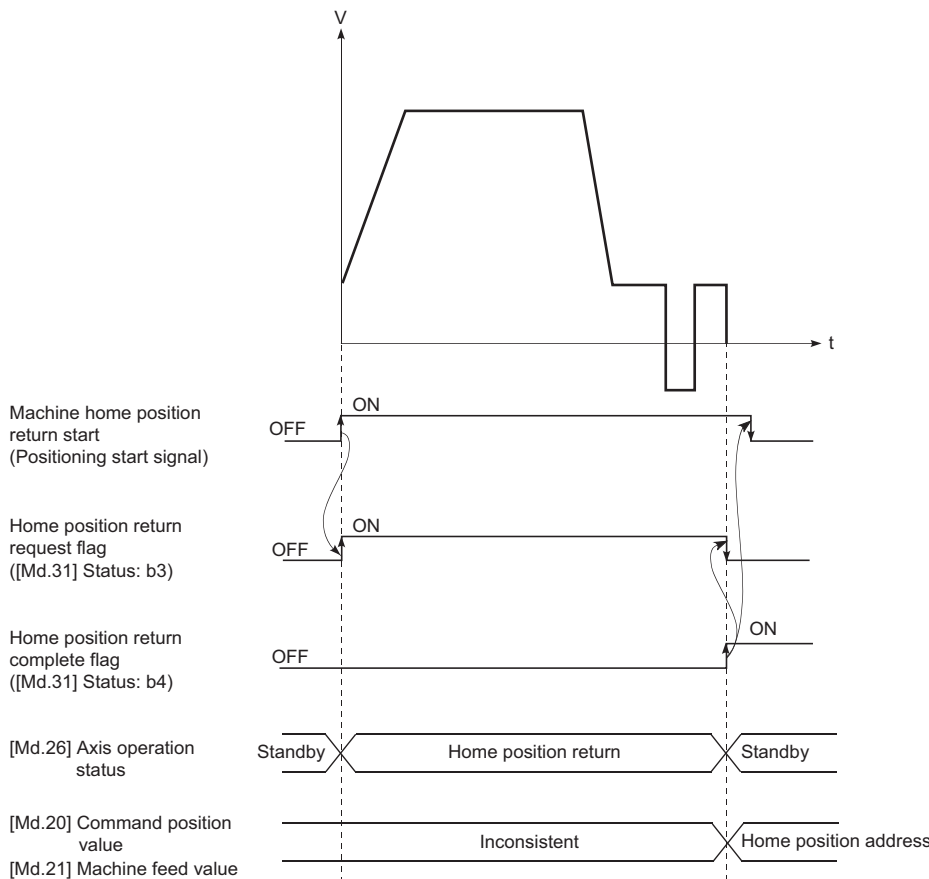 V
t
Machine home position
return start
(Positioning start signal)
OFF
ON
Home position return
request flag
([Md.31] Status: b3)
OFF
ON
Home position return
complete flag
([Md.31] Status: b4)
OFF
ON
[Md.26] Axis operation
status
Standby
Home position return
Standby
[Md.20] Command position
value
[Md.21] Machine feed value
Inconsistent
Home position address